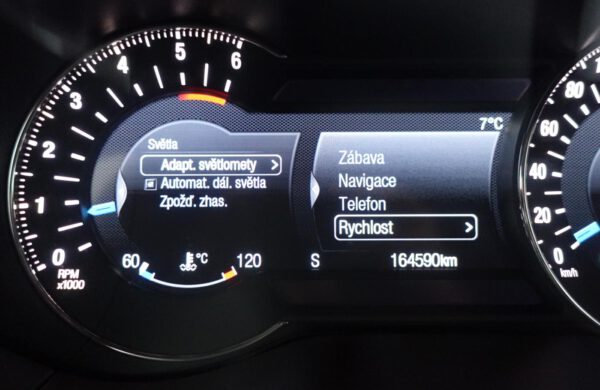 5
4
6
3
2
1
0
RPM
x1000
Světla
Adapt. světlomety
Automat. dál. světla
Zpožď. zhas.
60
°C
120
7°C
Zábava
Navigace
Telefon
Rychlost
S
164590km
100
80
60
40
20
0
km/h